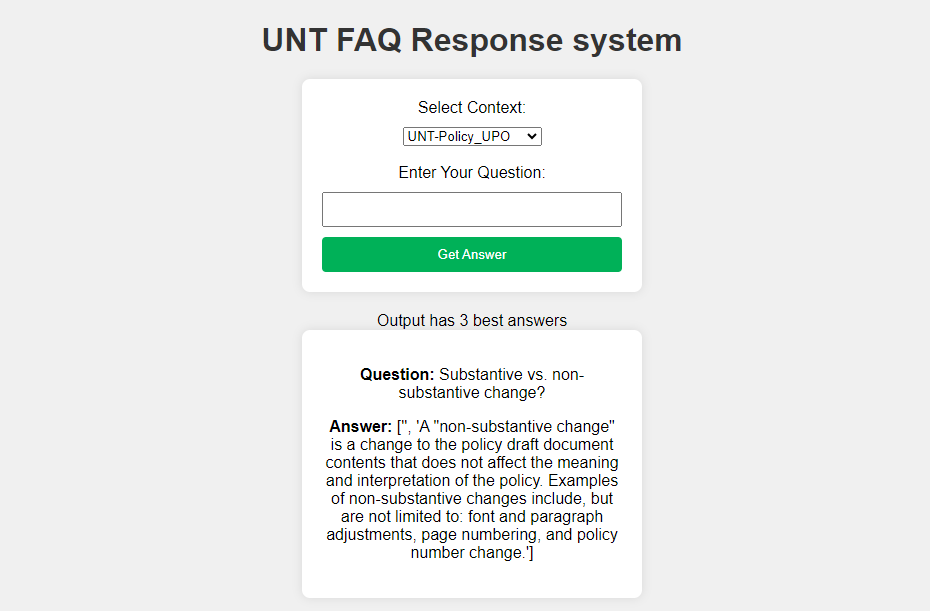 UNT FAQ Response system
Select Context:
UNT-Policy_UPO
Enter Your Question:
Get Answer
Output has 3 best answers
Question: Substantive vs. non-
substantive change?
Answer: ['', 'A "non-substantive change"
is a change to the policy draft document
contents that does not affect the meaning
and interpretation of the policy. Examples
of non-substantive changes include, but
are not limited to: font and paragraph
adjustments, page numbering, and policy
number change.']